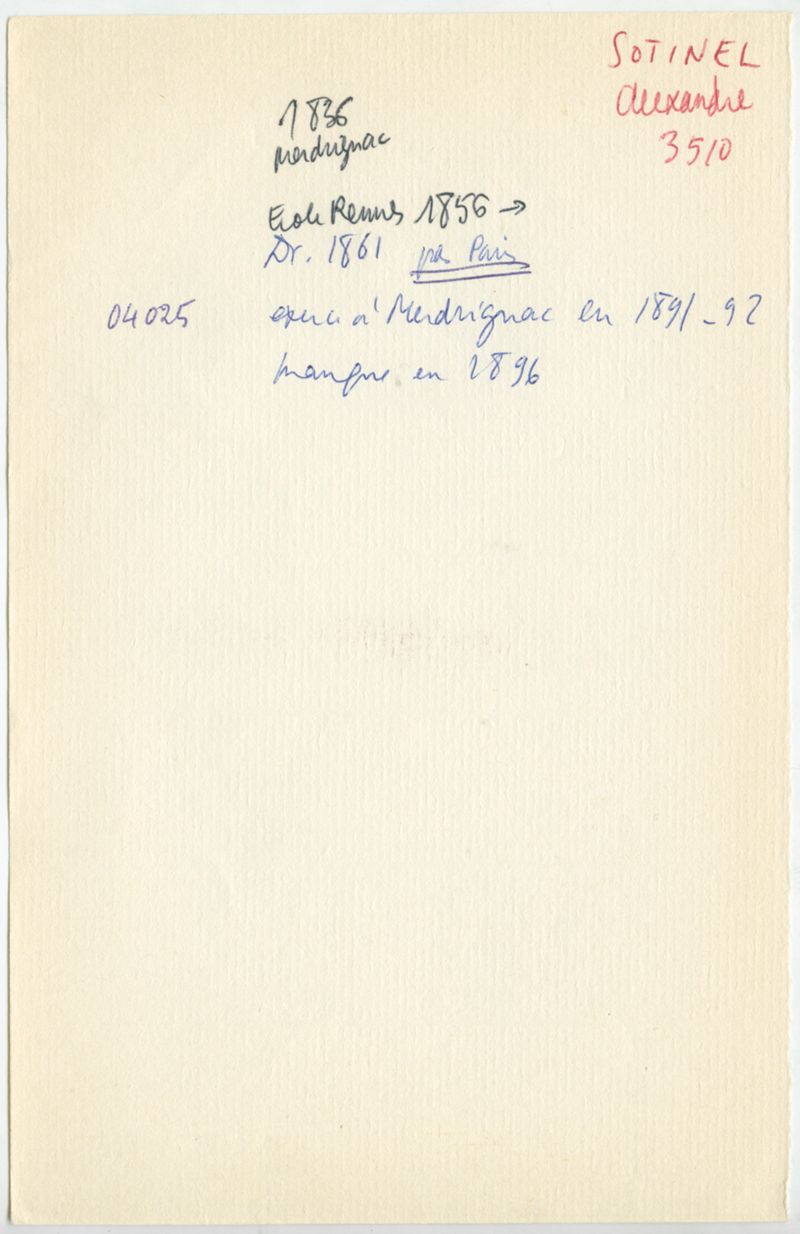 SOTINEL
Alexandre
3510
1836
Merdrignac
Ecole Rennes 1856 →
Dr. 1861 pas Paris
04025 exerce à Merdrignac en 1891-92
manque en 1896